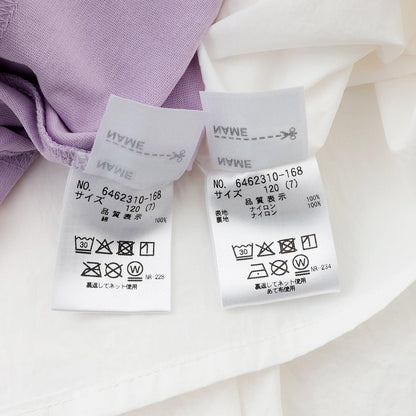 NAME
NO. 6462310-168
サイズ 120 (7)
品質表示
綿 100%
30
NR-228
裏返してネット使用
NAME
NO. 6462310-168
サイズ 120 (7)
品質表示
表地 ナイロン 100%
裏地 ナイロン 100%
30
NR-234
裏返してネット使用
あて布使用